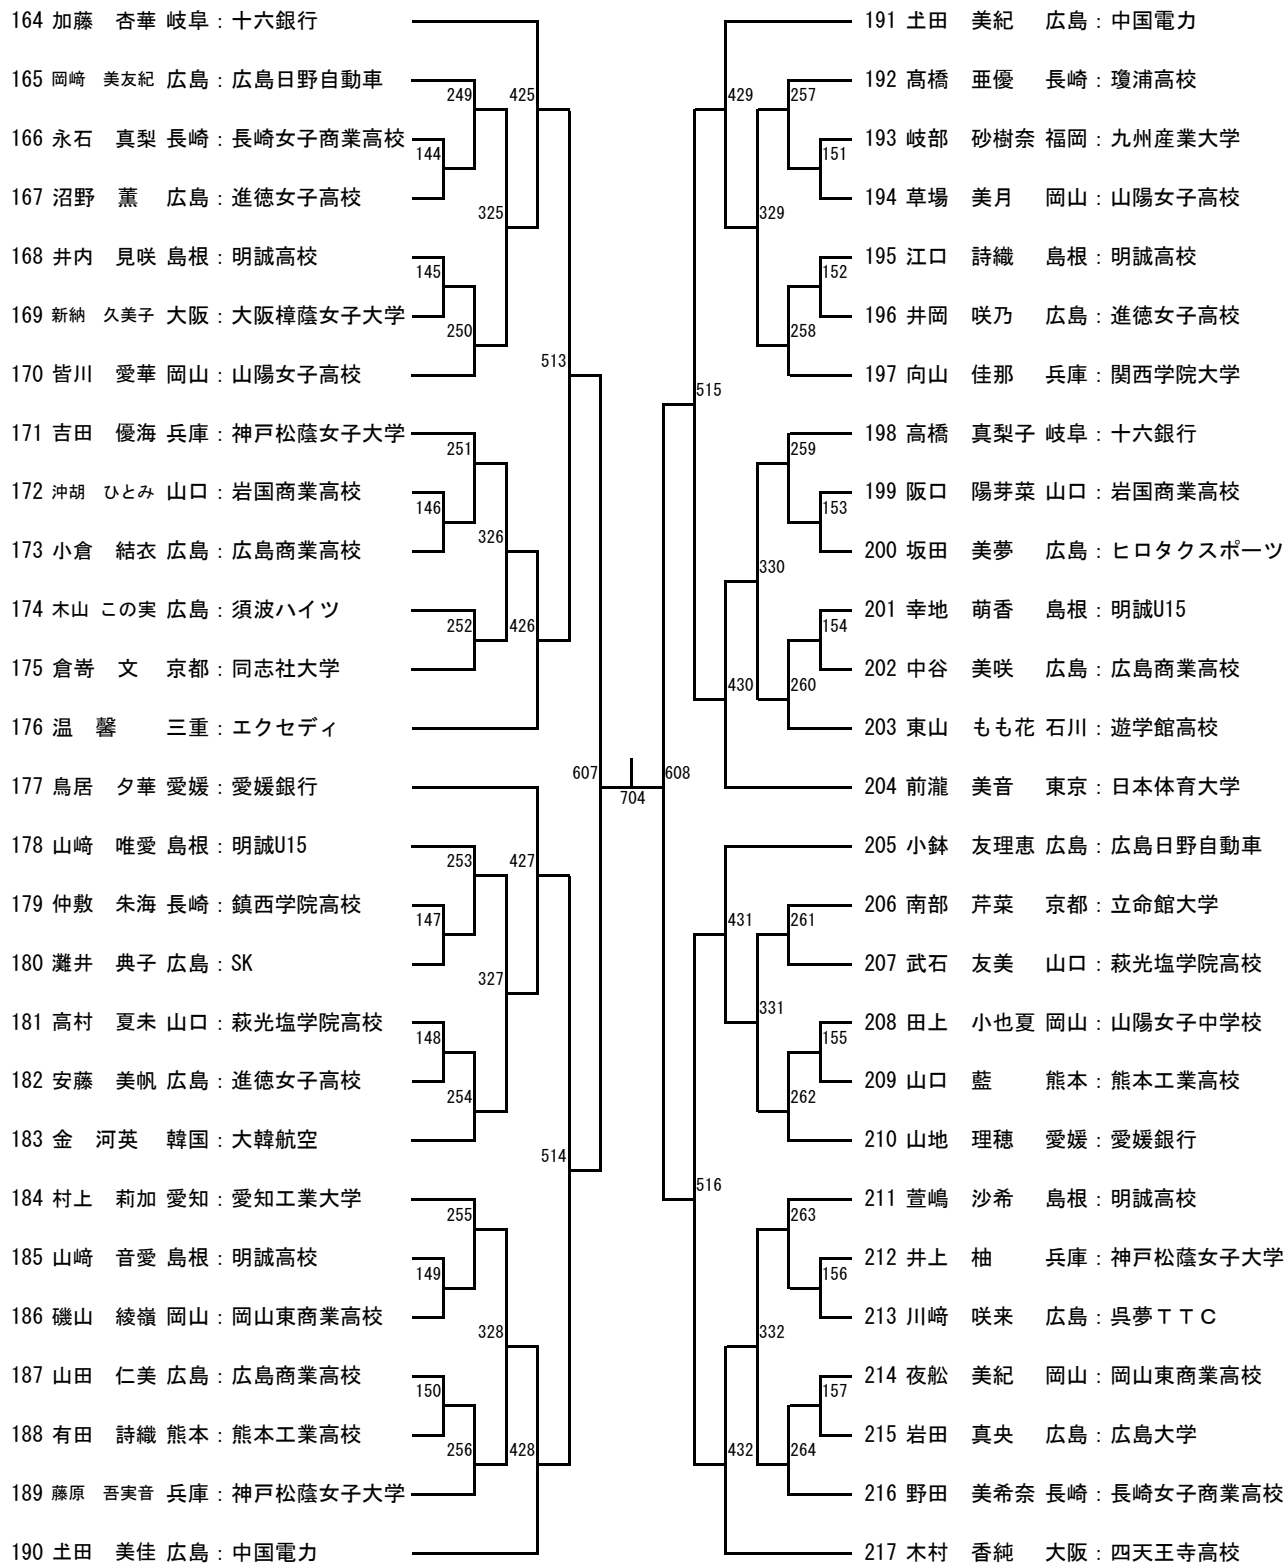 164 加藤 杏華 岐阜：十六銀行
165 岡﨑 美友紀 広島：広島日野自動車
249
425
166 永石 真梨 長崎：長崎女子商業高校
144
167 沼野 薫 広島：進徳女子高校
325
168 井内 見咲 島根：明誠高校
145
169 新納 久美子 大阪：大阪樟蔭女子大学
250
170 皆川 愛華 岡山：山陽女子高校
513
171 吉田 優海 兵庫：神戸松蔭女子大学
251
172 沖胡 ひとみ 山口：岩国商業高校
146
173 小倉 結衣 広島：広島商業高校
326
174 木山 この実 広島：須波ハイツ
252
426
175 倉嵜 文 京都：同志社大学
176 温 馨 三重：エクセディ
607
177 鳥居 夕華 愛媛：愛媛銀行
178 山﨑 唯愛 島根：明誠U15
253
427
179 仲敷 朱海 長崎：鎮西学院高校
147
180 灘井 典子 広島：SK
327
181 高村 夏未 山口：萩光塩学院高校
148
182 安藤 美帆 広島：進徳女子高校
254
183 金 河英 韓国：大韓航空
514
184 村上 莉加 愛知：愛知工業大学
255
185 山﨑 音愛 島根：明誠高校
149
186 磯山 綾嶺 岡山：岡山東商業高校
328
187 山田 仁美 広島：広島商業高校
150
188 有田 詩織 熊本：熊本工業高校
256
428
189 藤原 吾実音 兵庫：神戸松蔭女子大学
190 圡田 美佳 広島：中国電力
704
191 圡田 美紀 広島：中国電力
429
257
192 髙橋 亜優 長崎：瓊浦高校
193 岐部 砂樹奈 福岡：九州産業大学
151
194 草場 美月 岡山：山陽女子高校
329
195 江口 詩織 島根：明誠高校
152
196 井岡 咲乃 広島：進徳女子高校
258
197 向山 佳那 兵庫：関西学院大学
515
198 高橋 真梨子 岐阜：十六銀行
259
199 阪口 陽芽菜 山口：岩国商業高校
153
200 坂田 美夢 広島：ヒロタクスポーツ
330
201 幸地 萌香 島根：明誠U15
154
202 中谷 美咲 広島：広島商業高校
430
260
203 東山 もも花 石川：遊学館高校
608
204 前瀧 美音 東京：日本体育大学
205 小鉢 友理恵 広島：広島日野自動車
206 南部 芹菜 京都：立命館大学
431
261
207 武石 友美 山口：萩光塩学院高校
331
208 田上 小也夏 岡山：山陽女子中学校
155
209 山口 藍 熊本：熊本工業高校
262
210 山地 理穂 愛媛：愛媛銀行
516
211 萱嶋 沙希 島根：明誠高校
263
212 井上 柚 兵庫：神戸松蔭女子大学
156
213 川﨑 咲来 広島：呉夢ＴＴＣ
332
214 夜舩 美紀 岡山：岡山東商業高校
157
215 岩田 真央 広島：広島大学
432
264
216 野田 美希奈 長崎：長崎女子商業高校
217 木村 香純 大阪：四天王寺高校